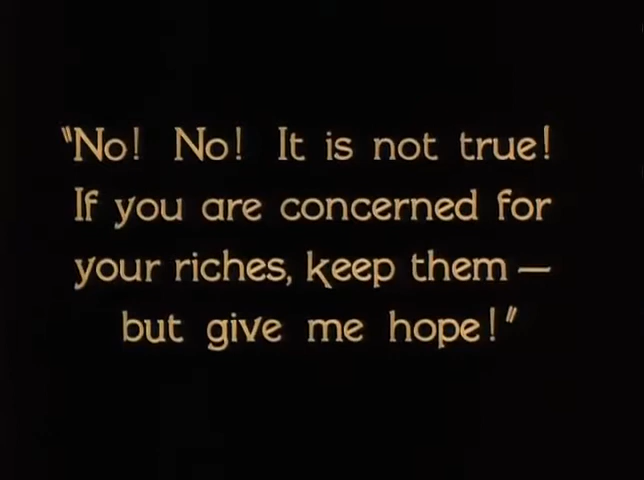 "No! No! It is not true!
If you are concerned for
your riches, keep them —
but give me hope!"